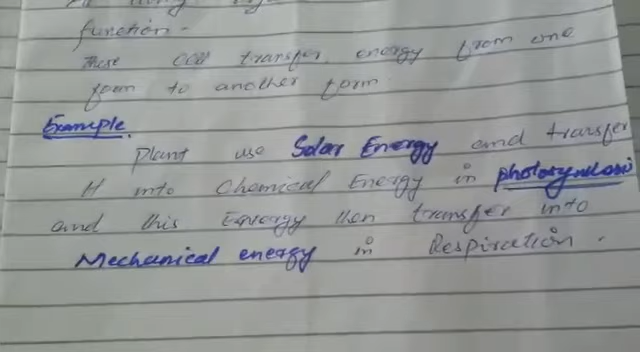 function -
These cell transfer energy from one
form to another form
Example.
Plant use Solar Energy and transfer
it into Chemical Energy in photosynthesis
and this Energy then transfer into
Mechanical energy in Respiration.